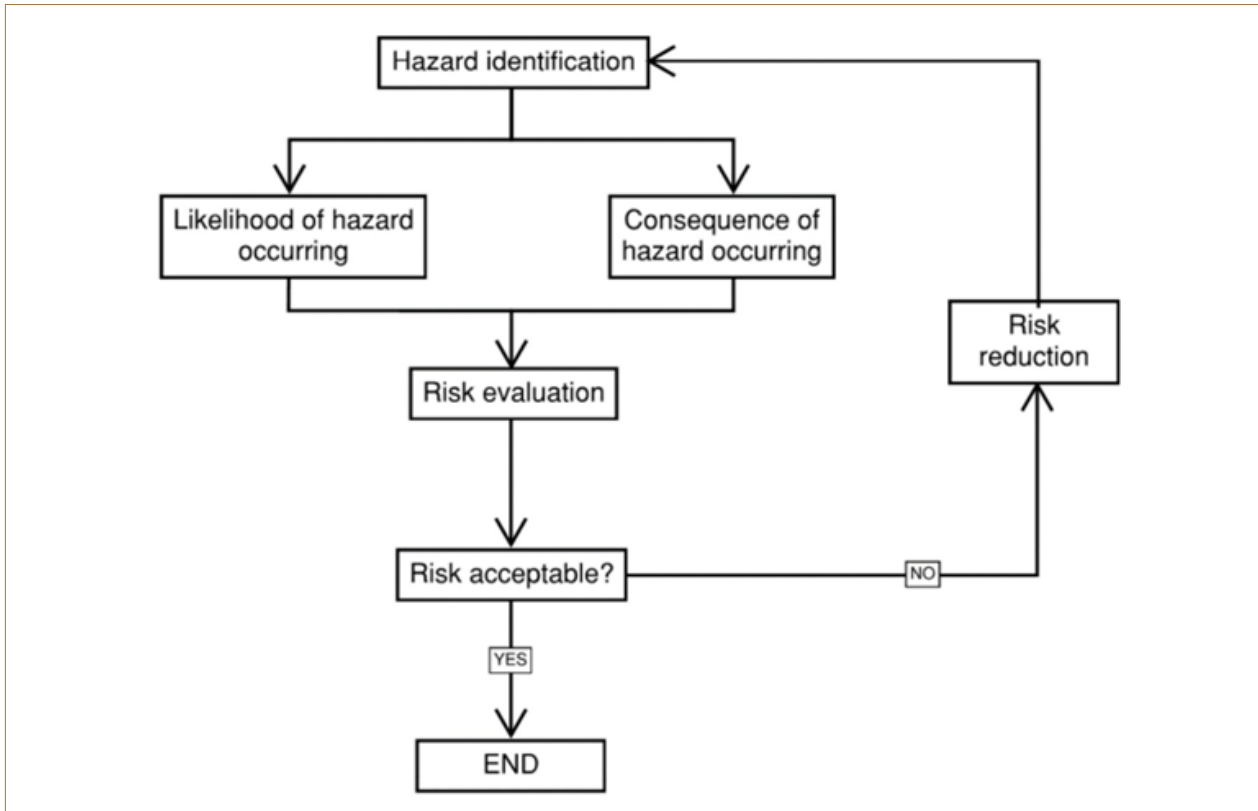 Hazard identification
Likelihood of hazard
occurring
Consequence of
hazard occurring
Risk
reduction
Risk evaluation
Risk acceptable?
NO
YES
END